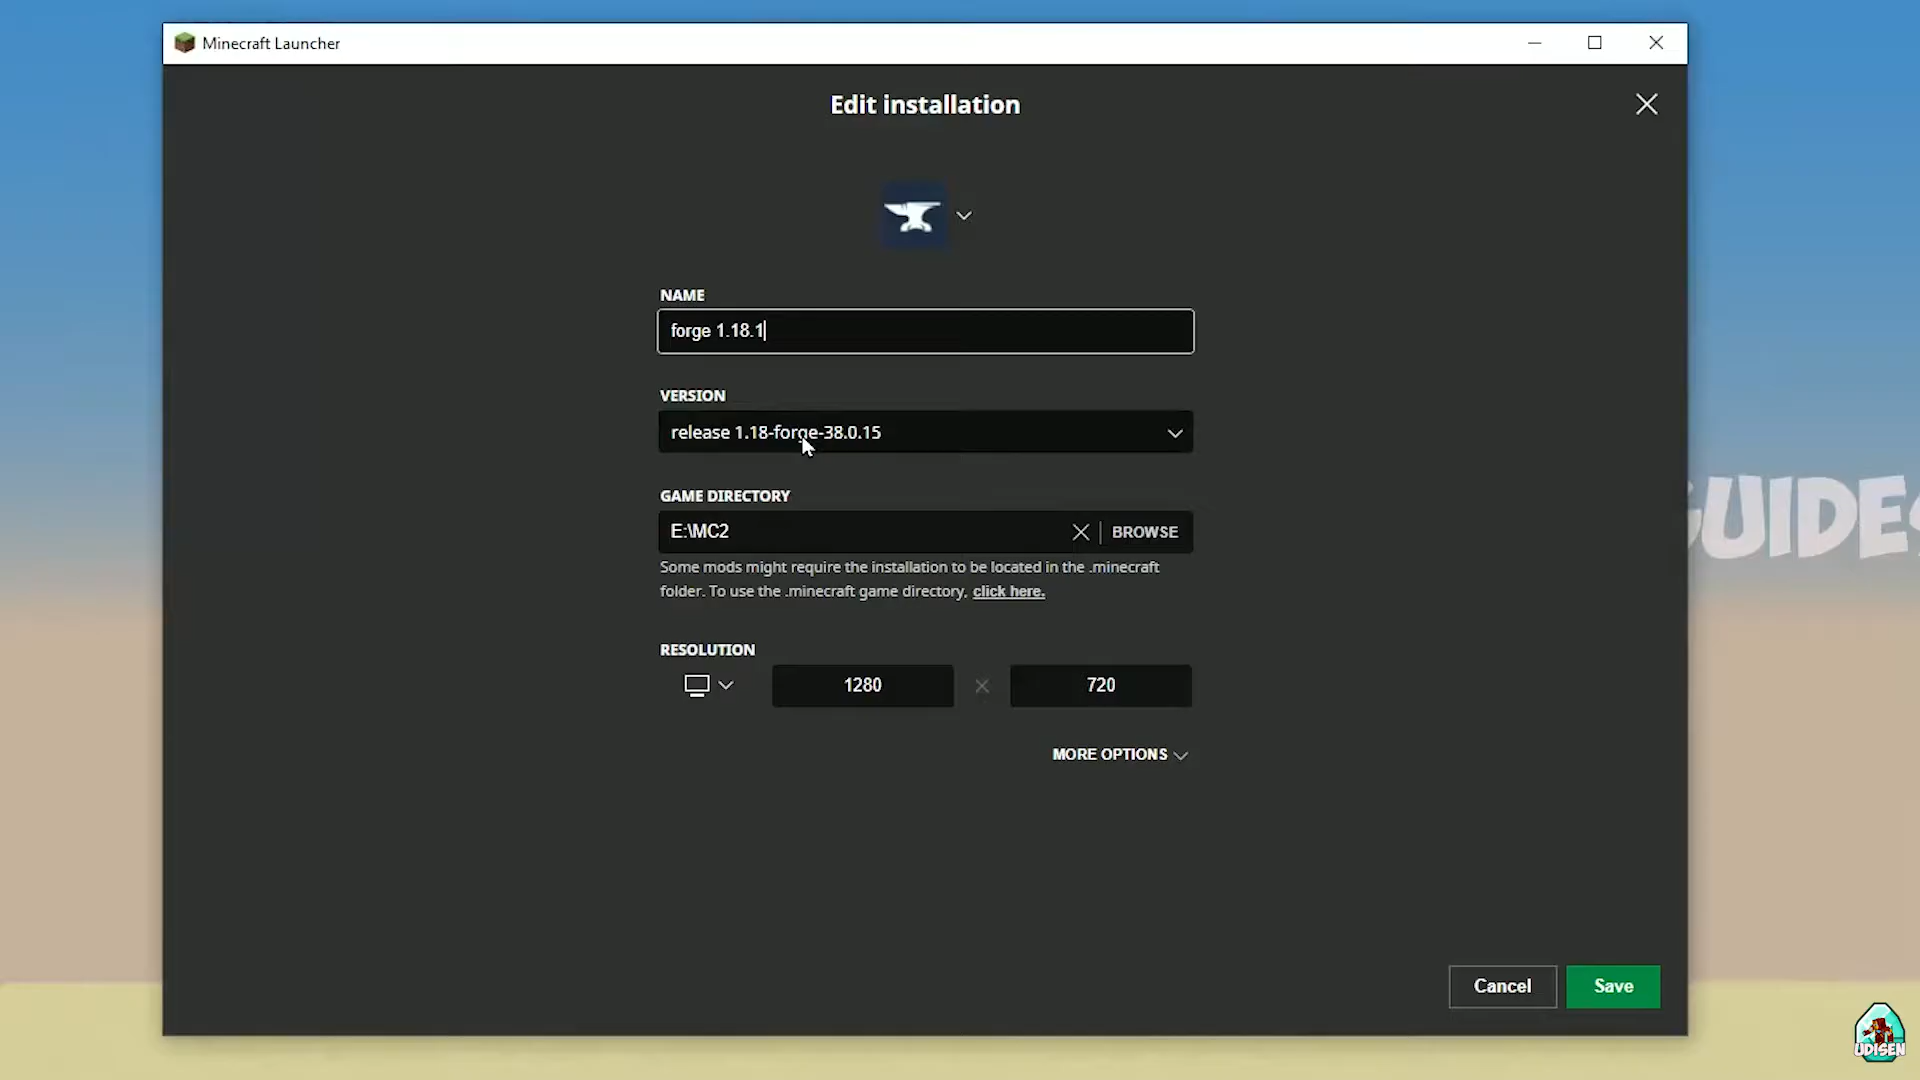 Minecraft Launcher
Edit installation
NAME
forge 1.18.1
VERSION
release 1.18-forge-38.0.15
GAME DIRECTORY
E:\MC2
BROWSE
Some mods might require the installation to be located in the .minecraft
folder. To use the .minecraft game directory, click here.
GUIDES
RESOLUTION
1280
720
MORE OPTIONS
Cancel
Save
UDISEN